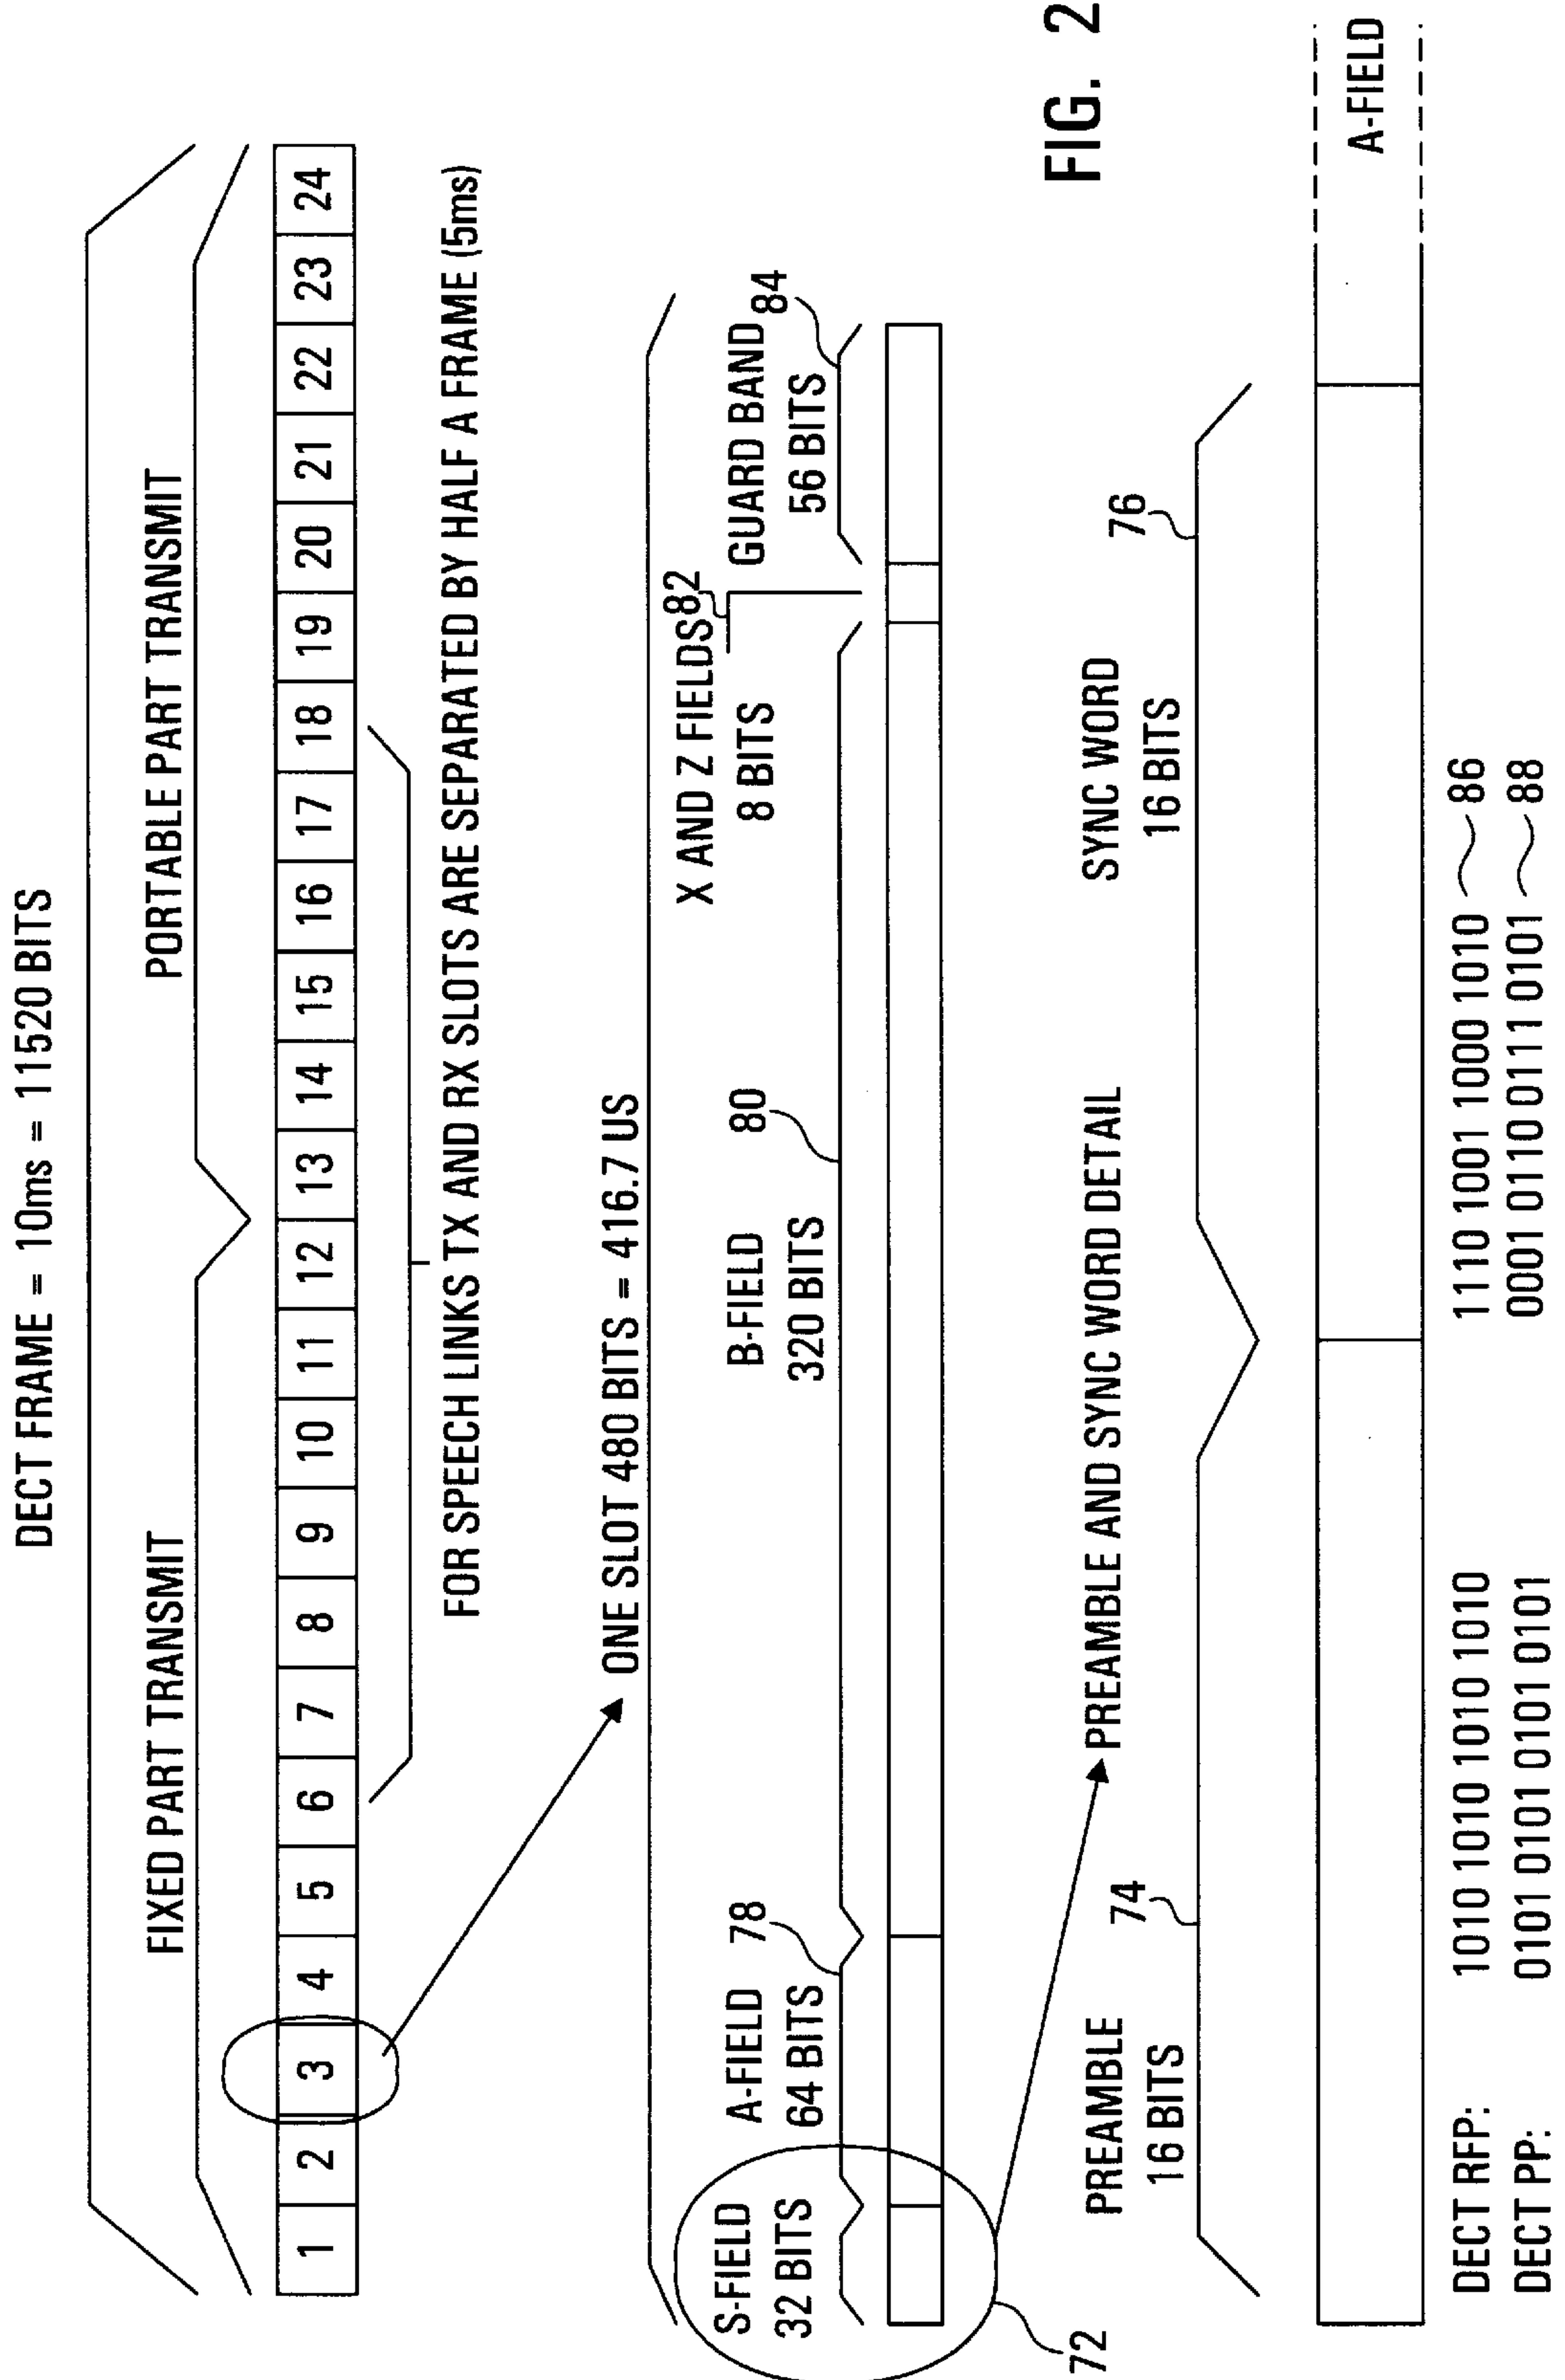 DECT FRAME = 10ms = 11520 BITS
FIXED PART TRANSMIT
PORTABLE PART TRANSMIT
1 2 3 4 5 6 7 8 9 10 11 12 13 14 15 16 17 18 19 20 21 22 23 24
FOR SPEECH LINKS TX AND RX SLOTS ARE SEPARATED BY HALF A FRAME (5ms)
ONE SLOT 480 BITS = 416.7 US
S-FIELD
32 BITS
72
A-FIELD
64 BITS
78
B-FIELD
320 BITS
80
X AND Z FIELDS
8 BITS
82
GUARD BAND
56 BITS
84
PREAMBLE AND SYNC WORD DETAIL
PREAMBLE
16 BITS
74
SYNC WORD
16 BITS
76
FIG. 2
A-FIELD
DECT RFP: 1010 1010 1010 1010 1110 1001 1000 1010 86
DECT PP: 0101 0101 0101 0101 0001 0110 0111 0101 88